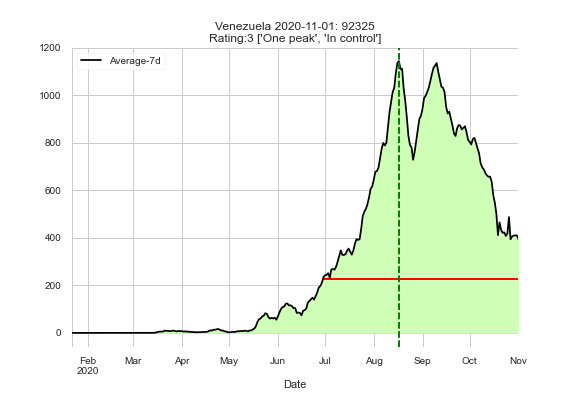 Venezuela 2020-11-01: 92325
Rating:3 ['One peak', 'In control']
Average-7d
1200
1000
800
600
400
200
0
Feb Mar Apr May Jun Jul Aug Sep Oct Nov
2020
Date